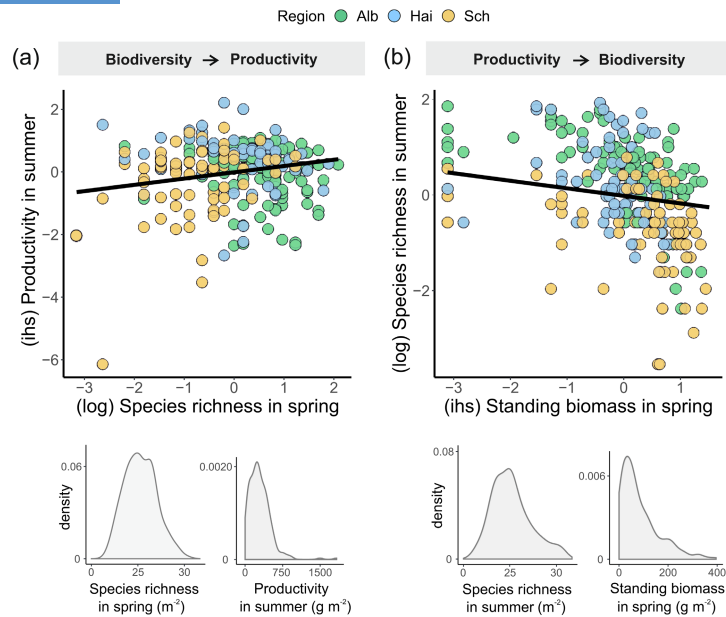 Region Alb Hai Sch
(a) Biodiversity → Productivity
(b) Productivity → Biodiversity
(ihs) Productivity in summer
2
0
−2
−4
−6
−3 −2 −1 0 1 2
(log) Species richness in spring
(log) Species richness in summer
2
0
−2
−3 −2 −1 0 1
(ihs) Standing biomass in spring
density
0.06
0
0 25 30
Species richness
in spring (m⁻²)
0.0020
0
0 750 1500
Productivity
in summer (g m⁻²)
density
0.08
0
0 25 30
Species richness
in summer (m⁻²)
0.006
0
0 200 400
Standing biomass
in spring (g m⁻²)